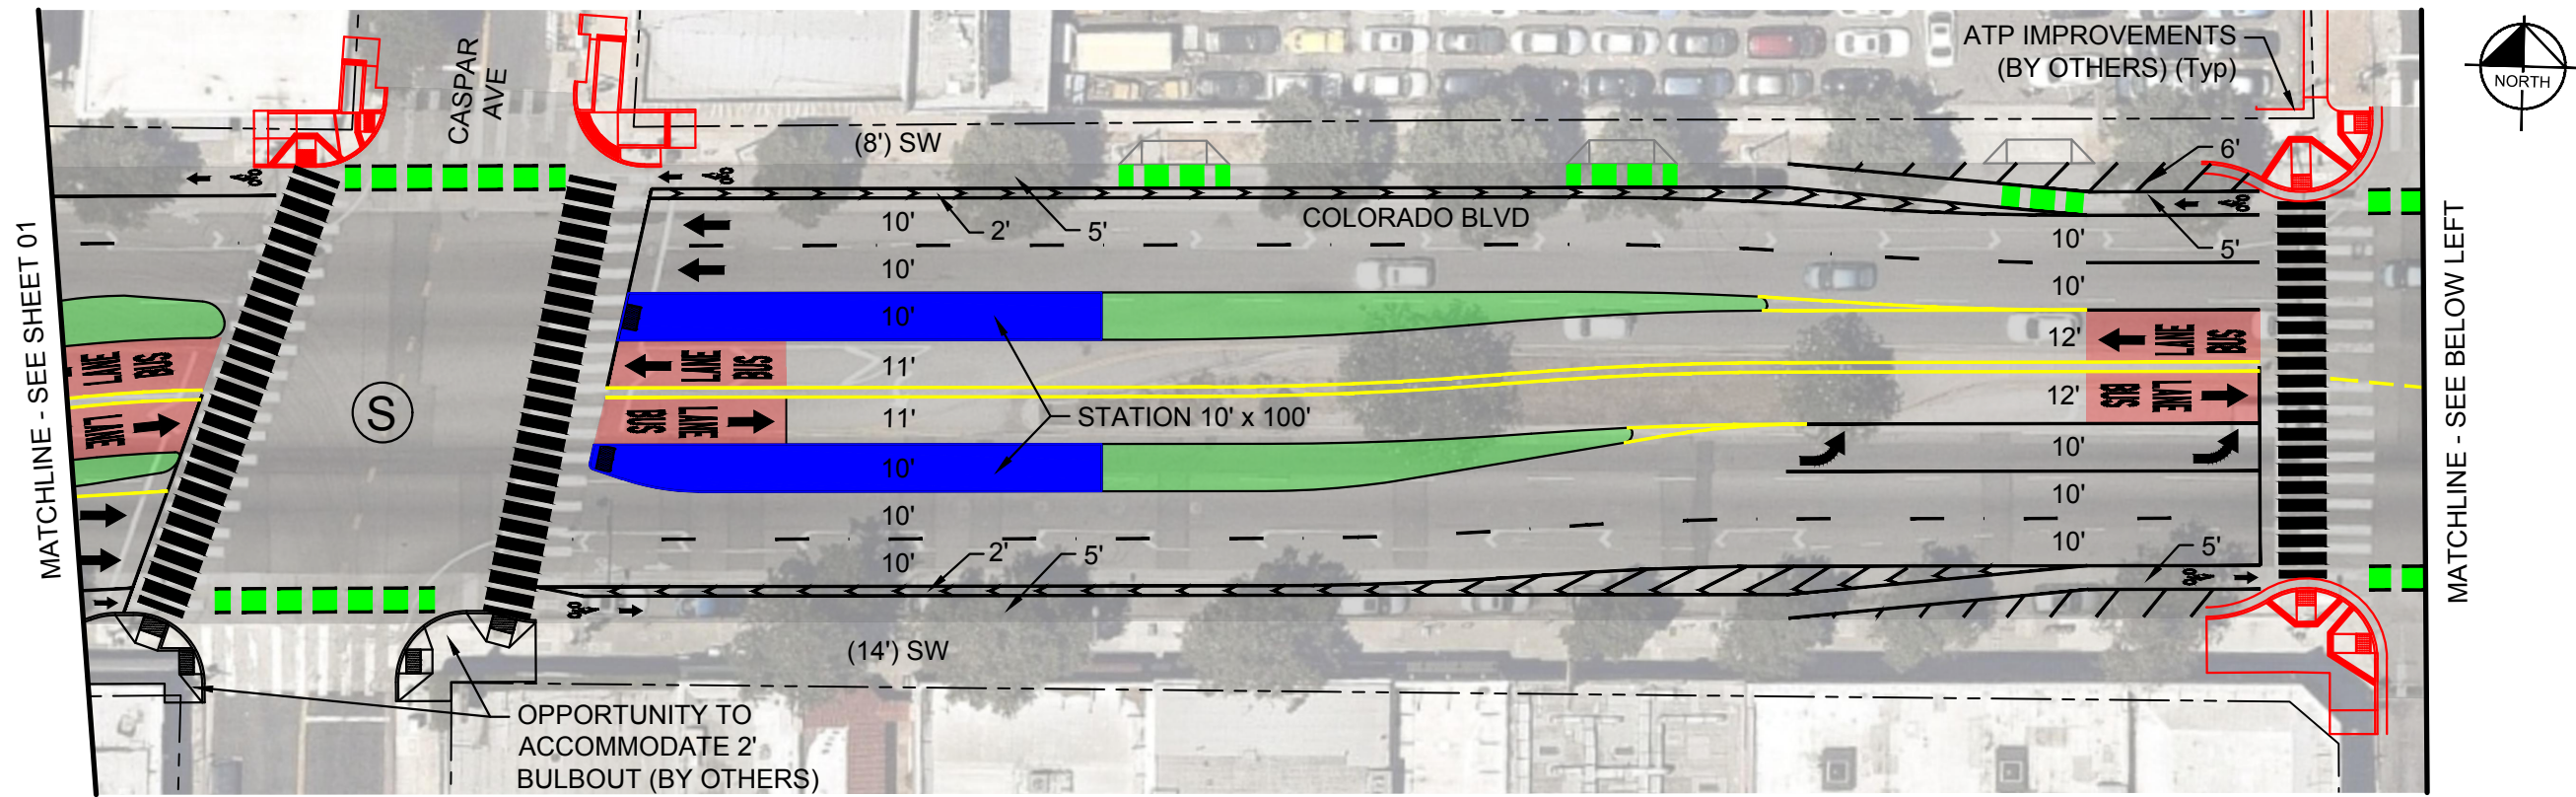 MATCHLINE - SEE SHEET 01
CASPAR
AVE
ATP IMPROVEMENTS
(BY OTHERS) (Typ)
NORTH
(8') SW
6'
COLORADO BLVD
2'
5'
5'
10'
10'
10'
10'
10'
11'
LANE
BUS
LANE
BUS
12'
LANE
BUS
LANE
BUS
LANE
11'
STATION 10' x 100'
12'
BUS
LANE
10'
10'
10'
10'
10'
10'
2'
5'
5'
(14') SW
S
OPPORTUNITY TO
ACCOMMODATE 2'
BULBOUT (BY OTHERS)
MATCHLINE - SEE BELOW LEFT